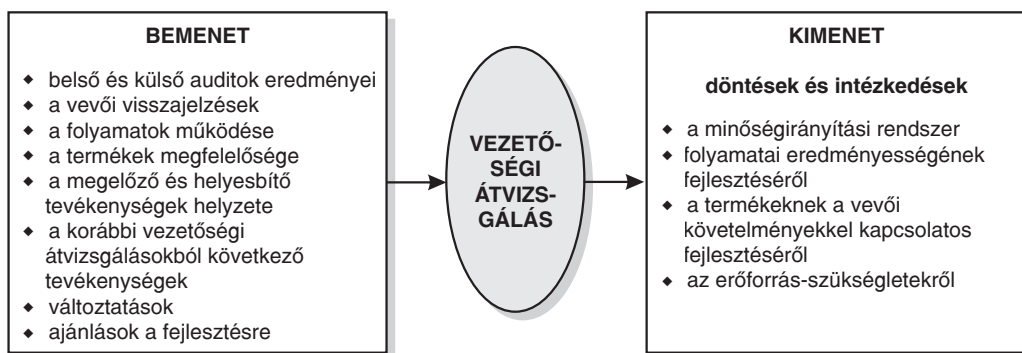 BEMENET
◆ belső és külső auditok eredményei
◆ a vevői visszajelzések
◆ a folyamatok működése
◆ a termékek megfelelősége
◆ a megelőző és helyesbítő
tevékenységek helyzete
◆ a korábbi vezetőségi
átvizsgálásokból következő
tevékenységek
◆ változtatások
◆ ajánlások a fejlesztésre
VEZETŐ-
SÉGI
ÁTVIZS-
GÁLÁS
KIMENET
döntések és intézkedések
◆ a minőségirányítási rendszer
◆ folyamatai eredményességének
fejlesztéséről
◆ a termékeknek a vevői
követelményekkel kapcsolatos
fejlesztéséről
◆ az erőforrás-szükségletekről